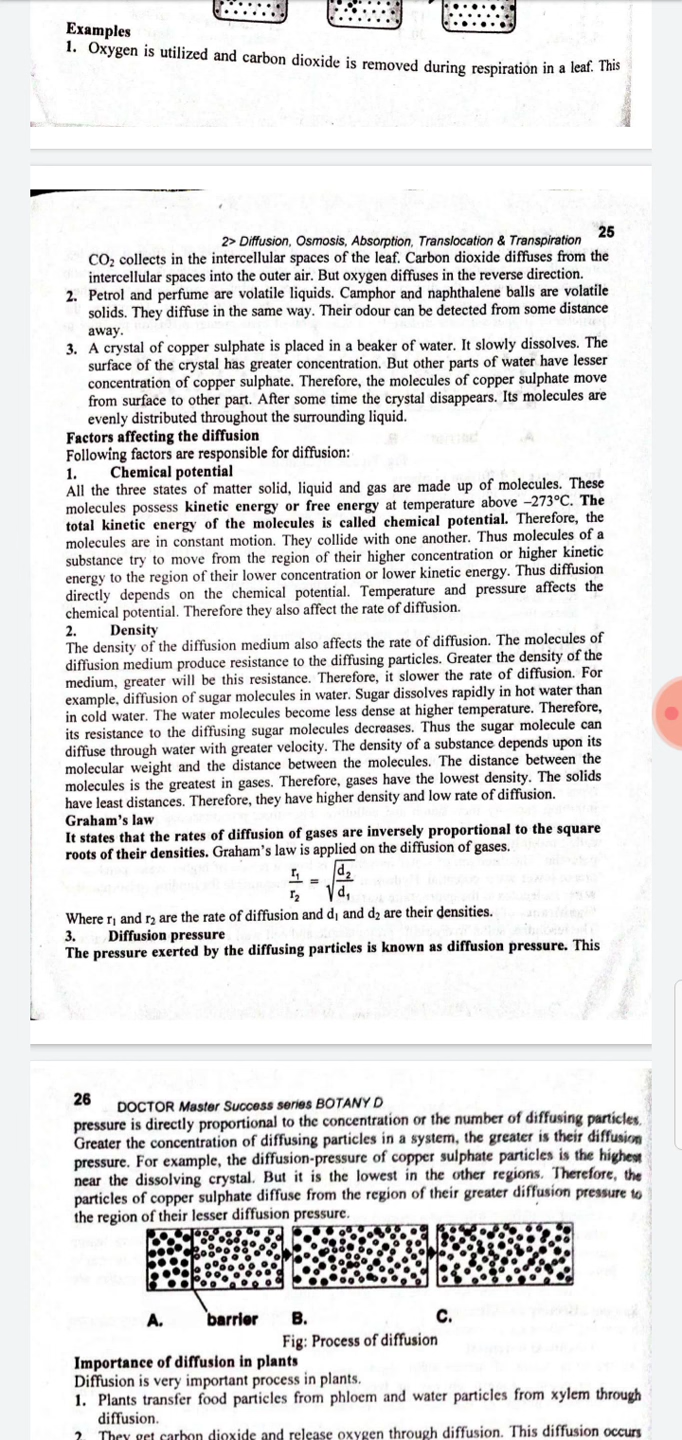 Examples
1. Oxygen is utilized and carbon dioxide is removed during respiration in a leaf. This
2> Diffusion, Osmosis, Absorption, Translocation & Transpiration 25
CO₂ collects in the intercellular spaces of the leaf. Carbon dioxide diffuses from the
intercellular spaces into the outer air. But oxygen diffuses in the reverse direction.
2. Petrol and perfume are volatile liquids. Camphor and naphthalene balls are volatile
solids. They diffuse in the same way. Their odour can be detected from some distance
away.
3. A crystal of copper sulphate is placed in a beaker of water. It slowly dissolves. The
surface of the crystal has greater concentration. But other parts of water have lesser
concentration of copper sulphate. Therefore, the molecules of copper sulphate move
from surface to other part. After some time the crystal disappears. Its molecules are
evenly distributed throughout the surrounding liquid.
Factors affecting the diffusion
Following factors are responsible for diffusion:
1. Chemical potential
All the three states of matter solid, liquid and gas are made up of molecules. These
molecules possess kinetic energy or free energy at temperature above –273°C. The
total kinetic energy of the molecules is called chemical potential. Therefore, the
molecules are in constant motion. They collide with one another. Thus molecules of a
substance try to move from the region of their higher concentration or higher kinetic
energy to the region of their lower concentration or lower kinetic energy. Thus diffusion
directly depends on the chemical potential. Temperature and pressure affects the
chemical potential. Therefore they also affect the rate of diffusion.
2. Density
The density of the diffusion medium also affects the rate of diffusion. The molecules of
diffusion medium produce resistance to the diffusing particles. Greater the density of the
medium, greater will be this resistance. Therefore, it slower the rate of diffusion. For
example, diffusion of sugar molecules in water. Sugar dissolves rapidly in hot water than
in cold water. The water molecules become less dense at higher temperature. Therefore,
its resistance to the diffusing sugar molecules decreases. Thus the sugar molecule can
diffuse through water with greater velocity. The density of a substance depends upon its
molecular weight and the distance between the molecules. The distance between the
molecules is the greatest in gases. Therefore, gases have the lowest density. The solids
have least distances. Therefore, they have higher density and low rate of diffusion.
Graham's law
It states that the rates of diffusion of gases are inversely proportional to the square
roots of their densities. Graham's law is applied on the diffusion of gases.
r₁/r₂ = √(d₂/d₁)
Where r₁ and r₂ are the rate of diffusion and d₁ and d₂ are their densities.
3. Diffusion pressure
The pressure exerted by the diffusing particles is known as diffusion pressure. This
26 DOCTOR Master Success series BOTANY D
pressure is directly proportional to the concentration or the number of diffusing particles.
Greater the concentration of diffusing particles in a system, the greater is their diffusion
pressure. For example, the diffusion-pressure of copper sulphate particles is the highest
near the dissolving crystal. But it is the lowest in the other regions. Therefore, the
particles of copper sulphate diffuse from the region of their greater diffusion pressure to
the region of their lesser diffusion pressure.
A. barrier B. C.
Fig: Process of diffusion
Importance of diffusion in plants
Diffusion is very important process in plants.
1. Plants transfer food particles from phloem and water particles from xylem through
diffusion.
2. They get carbon dioxide and release oxygen through diffusion. This diffusion occurs